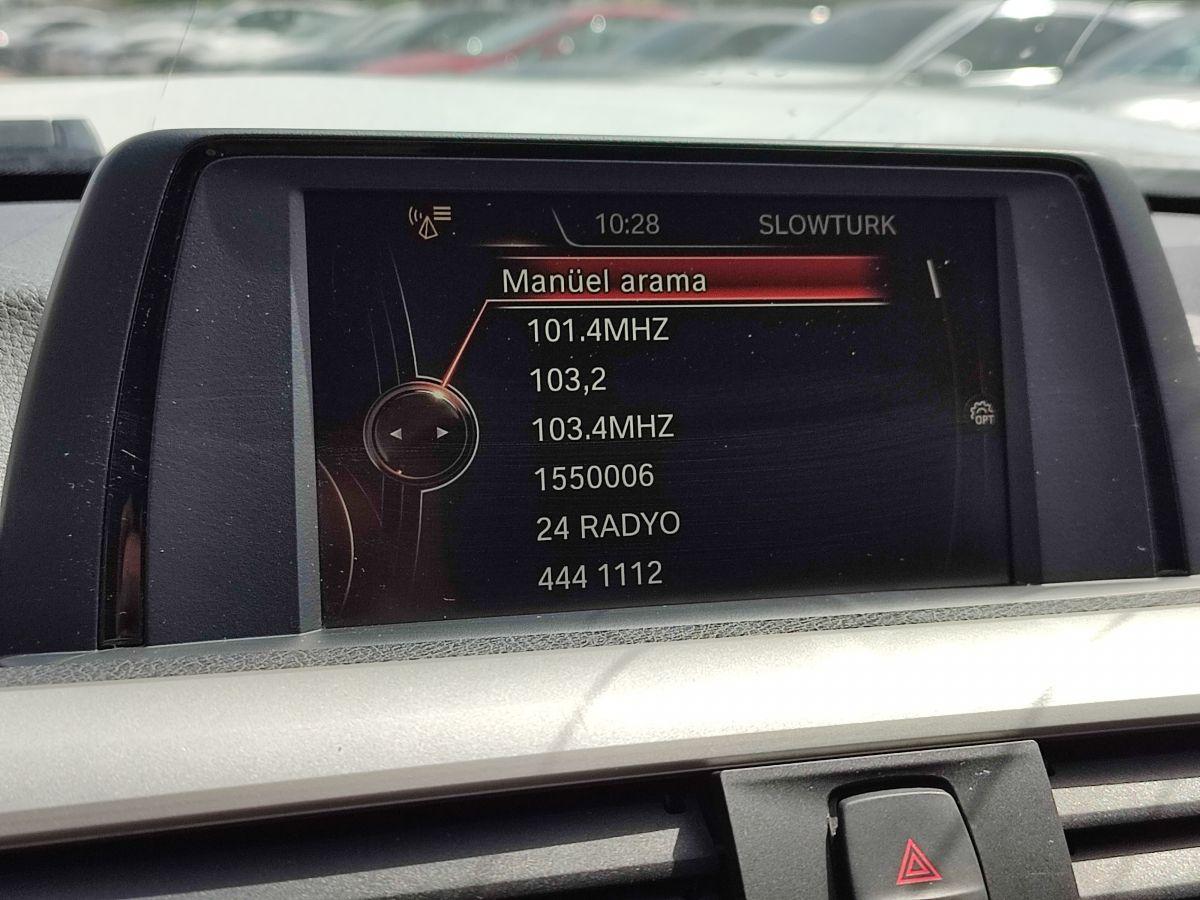 10:28 SLOWTURK
Manüel arama
101.4MHZ
103,2
103.4MHZ
1550006
24 RADYO
444 1112
OPT